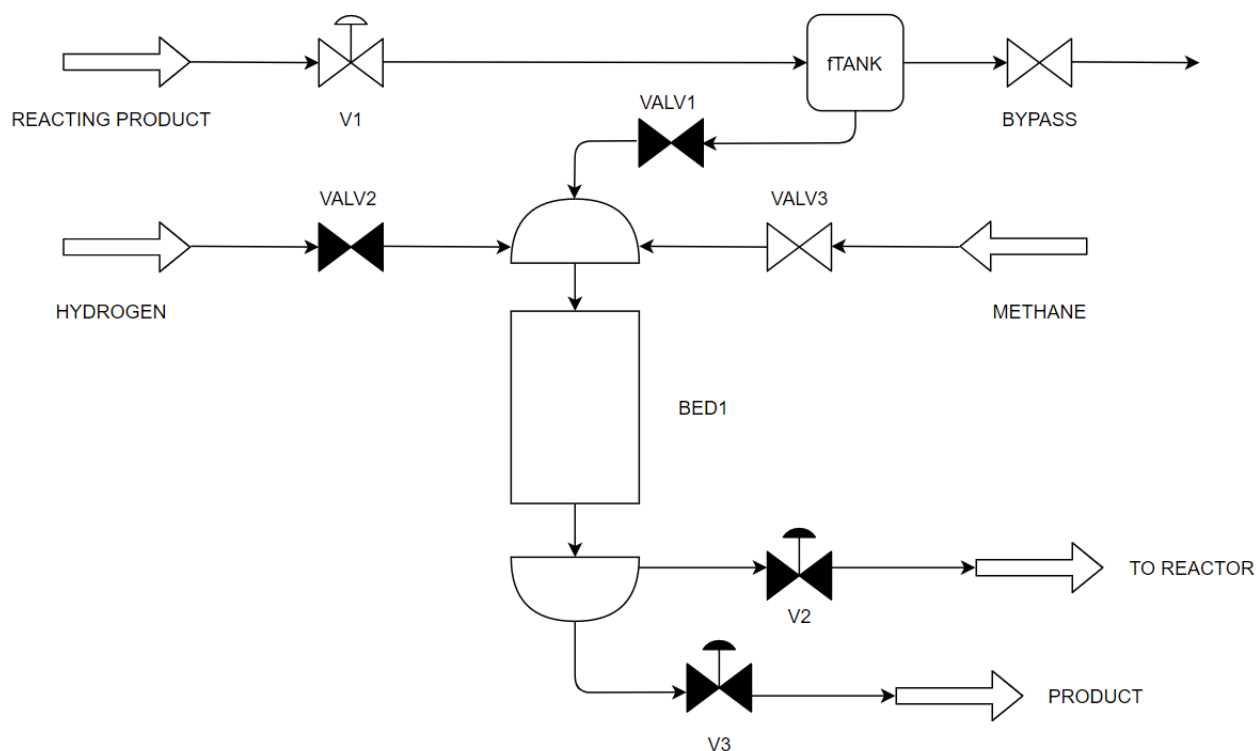 fTANK
VALV1
REACTING PRODUCT
V1
BYPASS
VALV2
VALV3
HYDROGEN
METHANE
BED1
TO REACTOR
V2
PRODUCT
V3